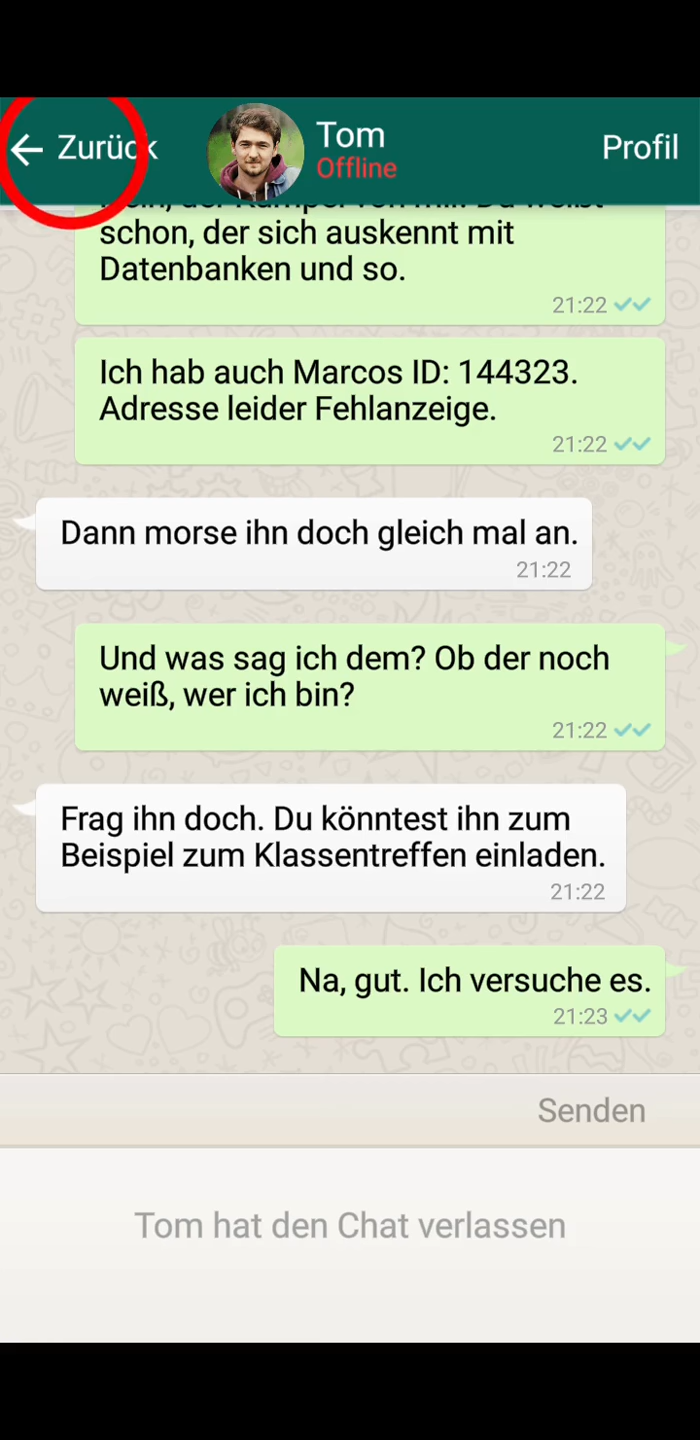 Zurück
Tom
Offline
Profil
schon, der sich auskennt mit
Datenbanken und so.
21:22
Ich hab auch Marcos ID: 144323.
Adresse leider Fehlanzeige.
21:22
Dann morse ihn doch gleich mal an.
21:22
Und was sag ich dem? Ob der noch
weiß, wer ich bin?
21:22
Frag ihn doch. Du könntest ihn zum
Beispiel zum Klassentreffen einladen.
21:22
Na, gut. Ich versuche es.
21:23
Senden
Tom hat den Chat verlassen